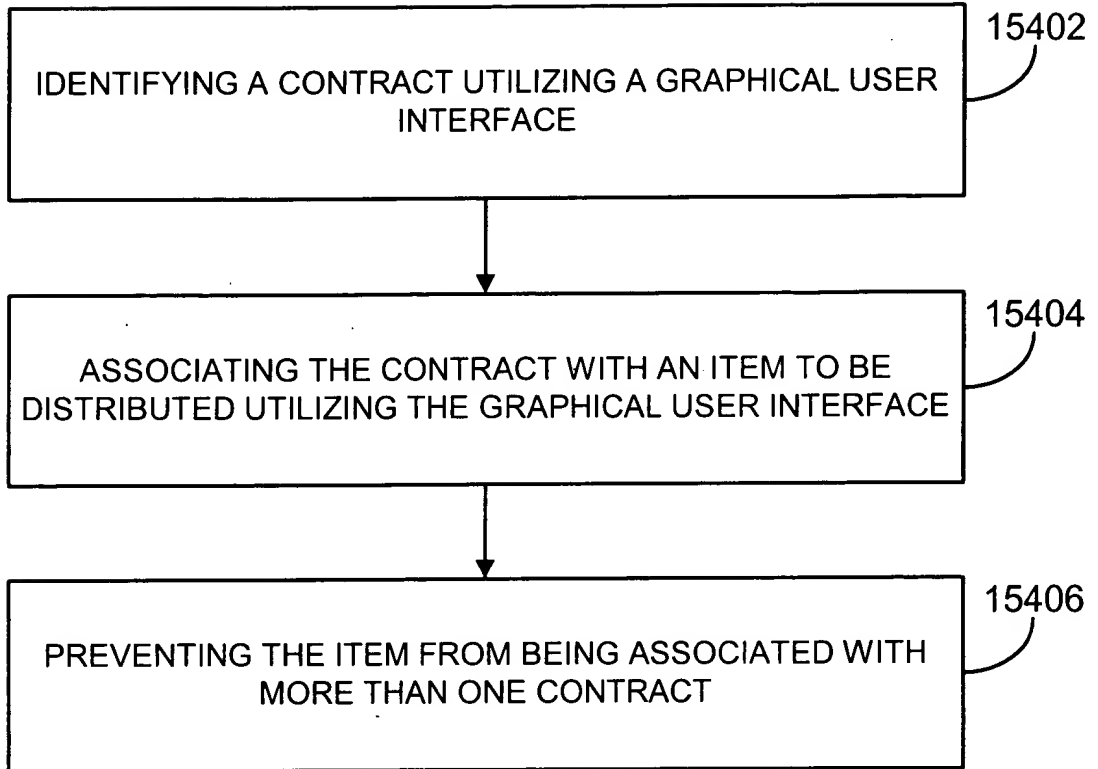 15402
IDENTIFYING A CONTRACT UTILIZING A GRAPHICAL USER
INTERFACE
15404
ASSOCIATING THE CONTRACT WITH AN ITEM TO BE
DISTRIBUTED UTILIZING THE GRAPHICAL USER INTERFACE
15406
PREVENTING THE ITEM FROM BEING ASSOCIATED WITH
MORE THAN ONE CONTRACT